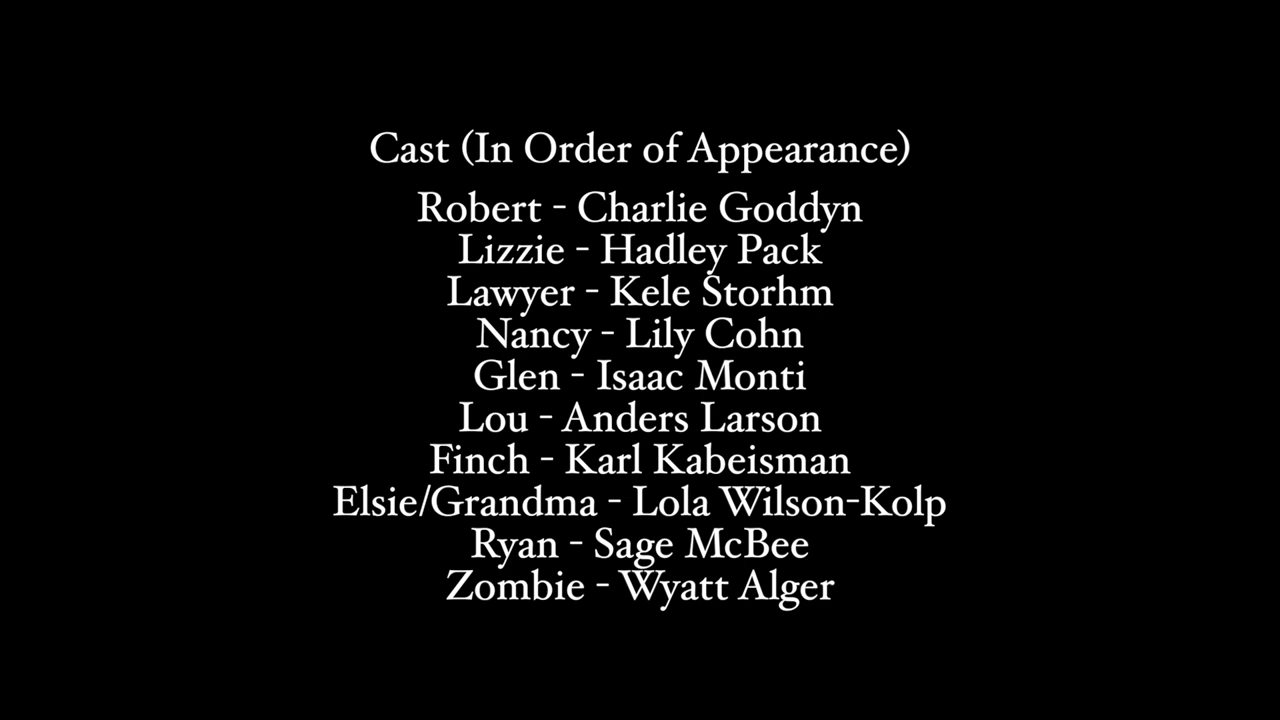 Cast (In Order of Appearance)
Robert - Charlie Goddyn
Lizzie - Hadley Pack
Lawyer - Kele Storhm
Nancy - Lily Cohn
Glen - Isaac Monti
Lou - Anders Larson
Finch - Karl Kabeisman
Elsie/Grandma - Lola Wilson-Kolp
Ryan - Sage McBee
Zombie - Wyatt Alger